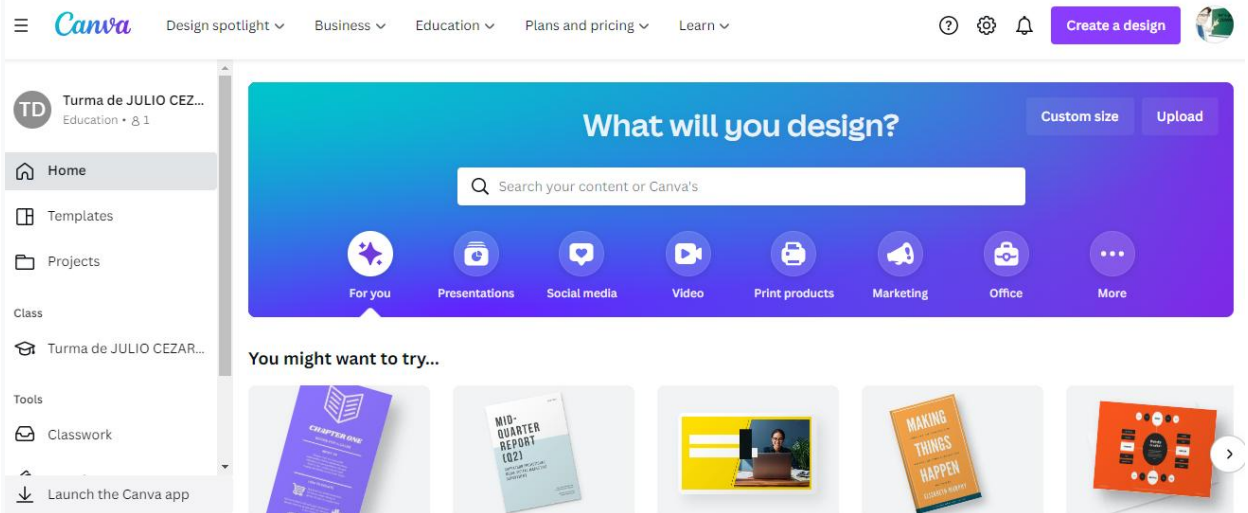 Canva
Design spotlight
Business
Education
Plans and pricing
Learn
Create a design
TD
Turma de JULIO CEZ...
Education • 1
Home
Templates
Projects
Class
Turma de JULIO CEZAR...
Tools
Classwork
Launch the Canva app
What will you design?
Custom size
Upload
Search your content or Canva's
For you
Presentations
Social media
Video
Print products
Marketing
Office
More
You might want to try...
CHAPTER ONE
MID-
QUARTER
REPORT
(Q2)
MAKING
THINGS
HAPPEN
ELIZABETH MURPHY